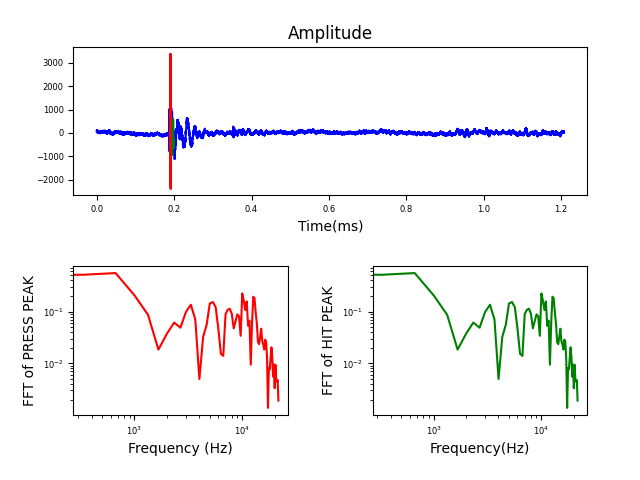 Amplitude
3000
2000
1000
0
−1000
−2000
0.0 0.2 0.4 0.6 0.8 1.0 1.2
Time(ms)
FFT of PRESS PEAK
10⁻¹
10⁻²
10³ 10⁴
Frequency (Hz)
FFT of HIT PEAK
10⁻¹
10⁻²
10³ 10⁴
Frequency(Hz)